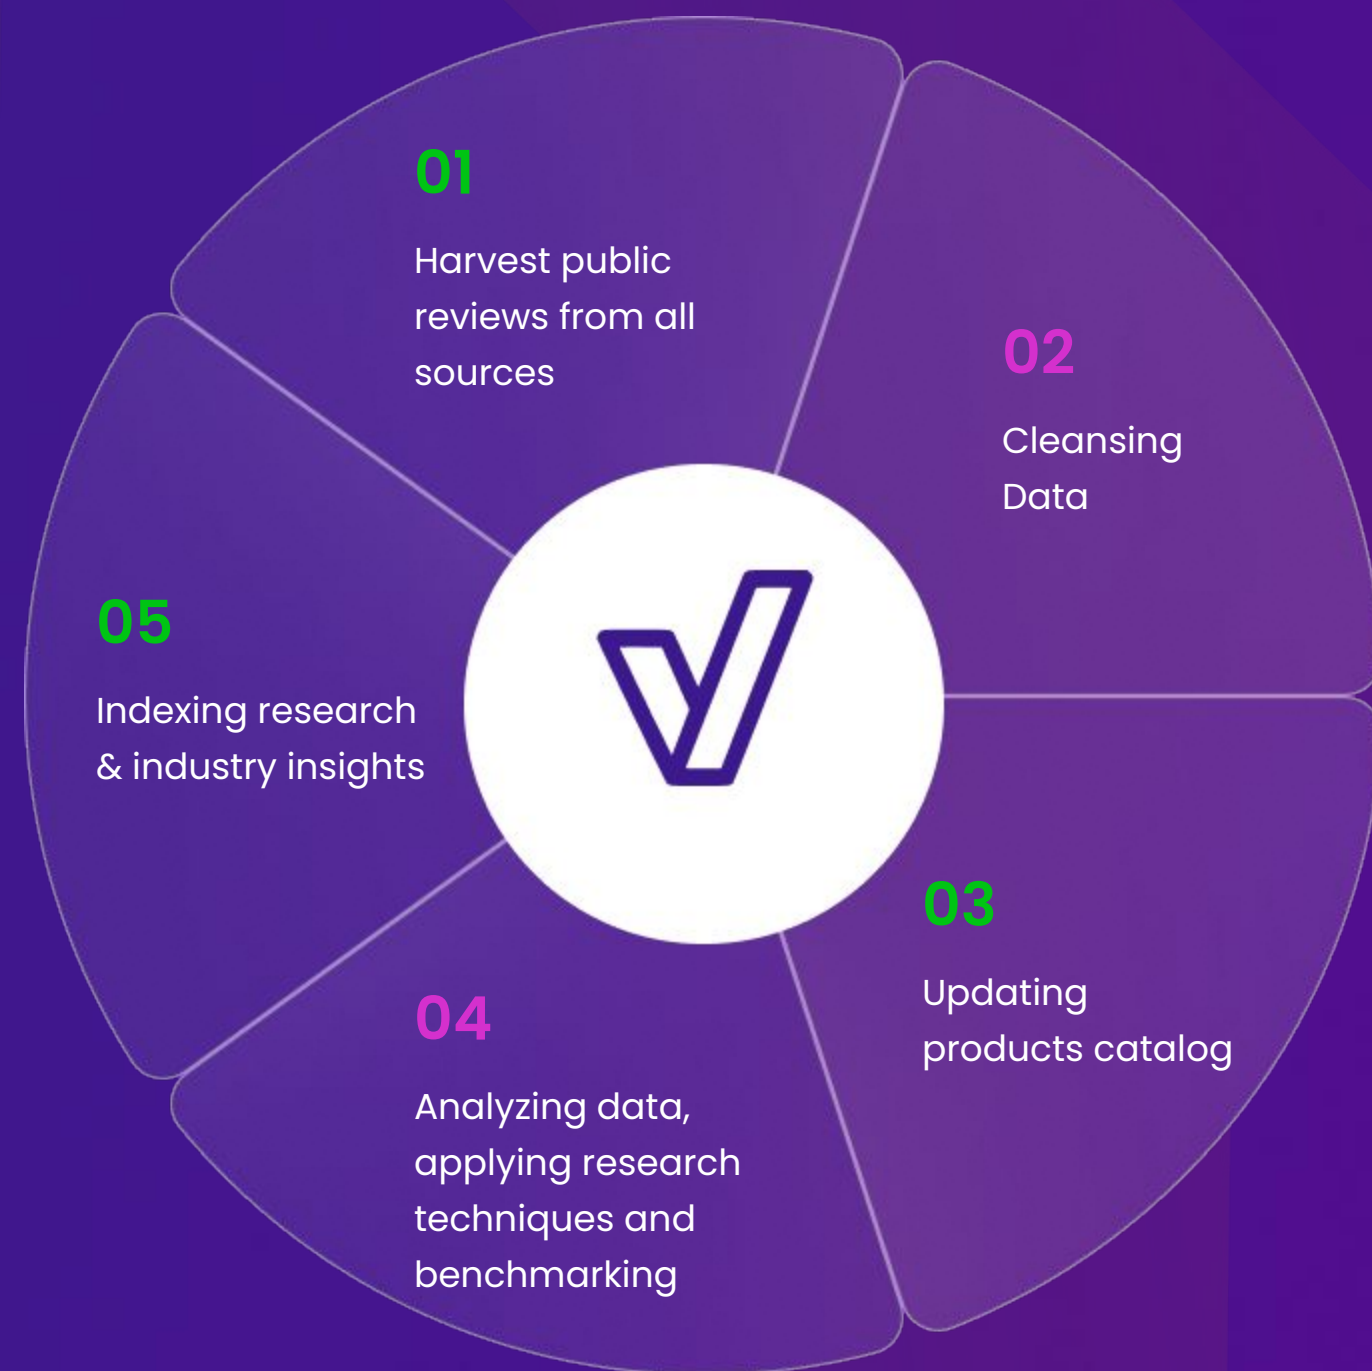 01
Harvest public
reviews from all
sources
02
Cleansing
Data
03
Updating
products catalog
04
Analyzing data,
applying research
techniques and
benchmarking
05
Indexing research
& industry insights